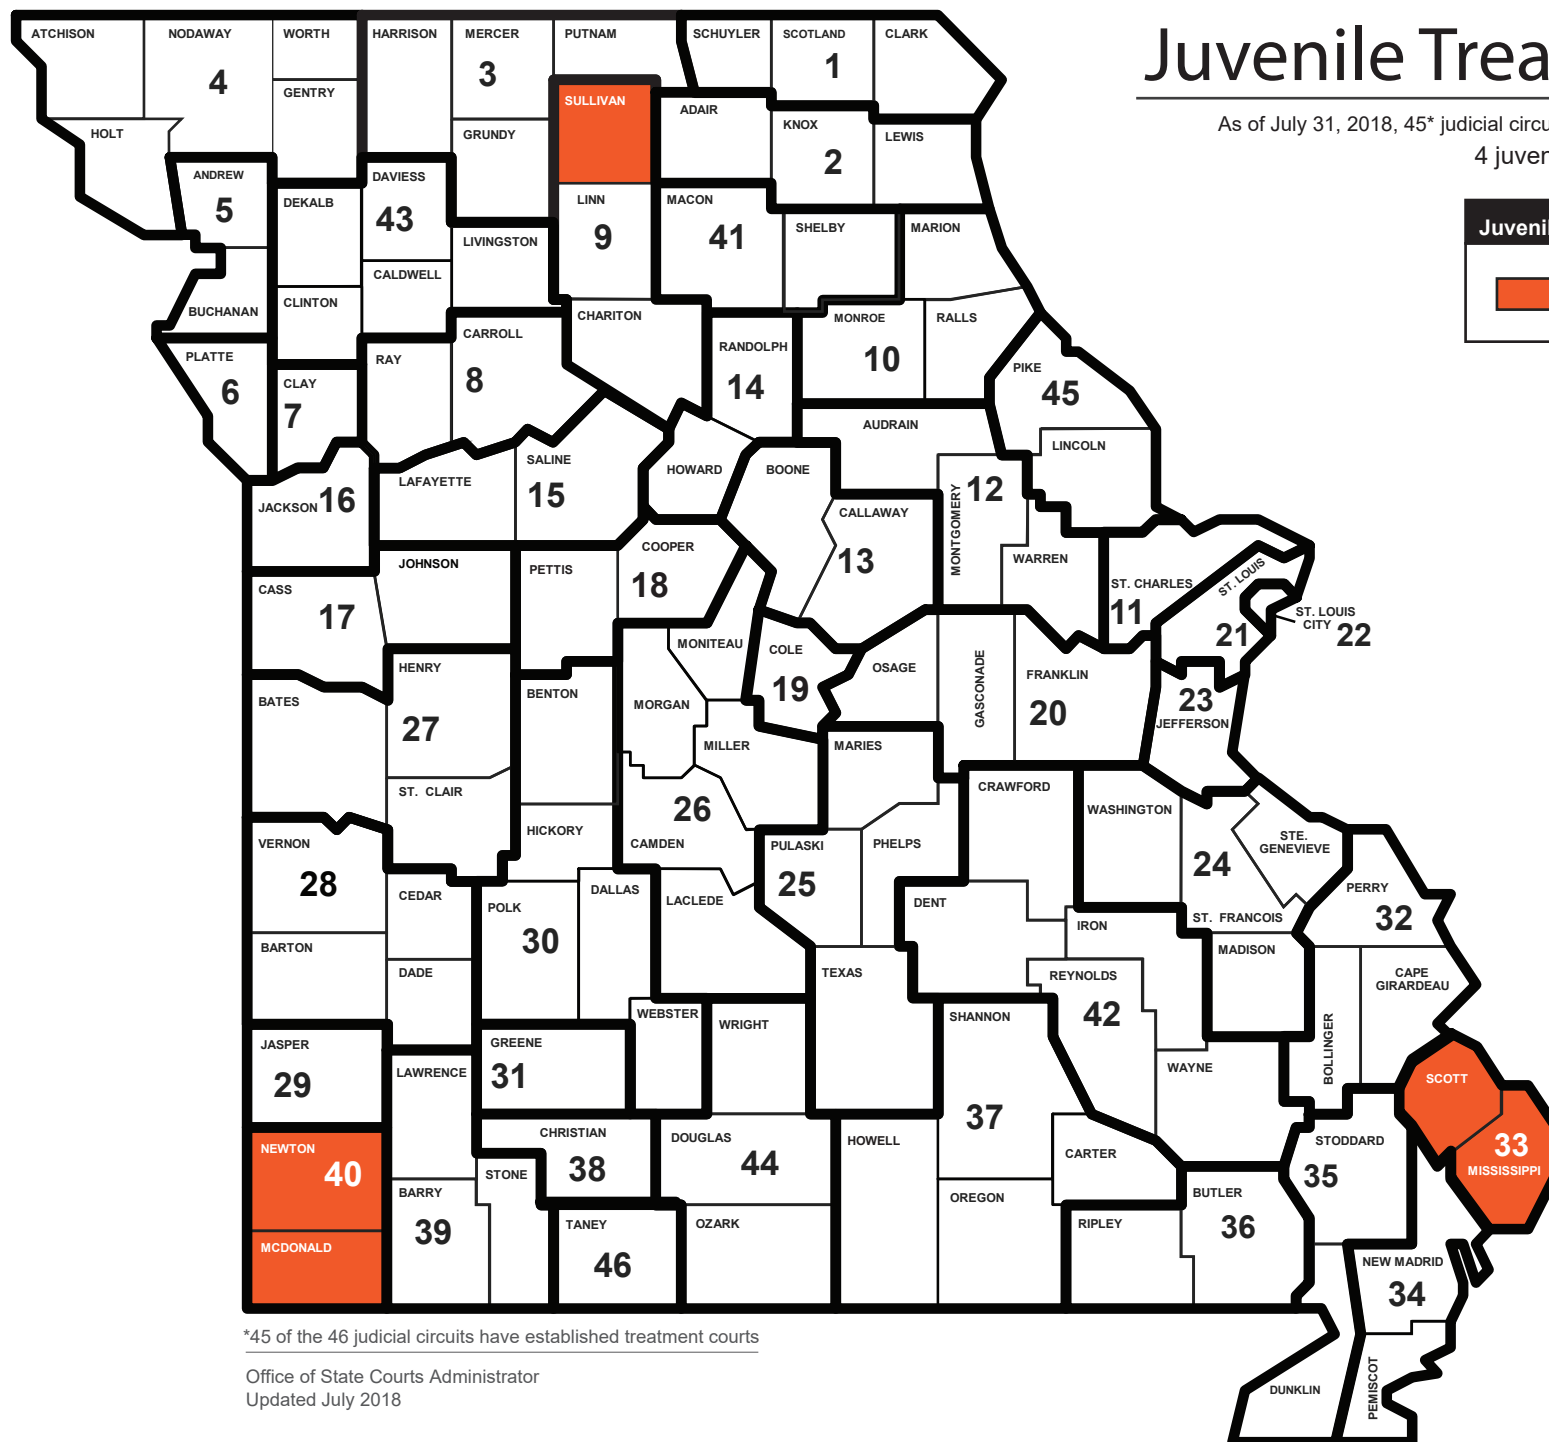 Juvenile Trea
As of July 31, 2018, 45* judicial circu
4 juven
Juvenil
ATCHISON
NODAWAY
4
WORTH
HARRISON
MERCER
3
PUTNAM
SCHUYLER
SCOTLAND
1
CLARK
GENTRY
SULLIVAN
ADAIR
KNOX
2
LEWIS
HOLT
GRUNDY
ANDREW
5
DEKALB
DAVIESS
43
LINN
9
MACON
41
SHELBY
MARION
LIVINGSTON
CALDWELL
CLINTON
BUCHANAN
CHARITON
MONROE
10
RALLS
CARROLL
8
RANDOLPH
14
PLATTE
6
RAY
PIKE
45
CLAY
7
AUDRAIN
LINCOLN
SALINE
15
HOWARD
BOONE
LAFAYETTE
MONTGOMERY
12
JACKSON 16
CALLAWAY
13
COOPER
18
JOHNSON
PETTIS
WARREN
ST. CHARLES
11
ST. LOUIS
21
ST. LOUIS
CITY 22
CASS
17
MONITEAU
COLE
19
OSAGE
GASCONADE
FRANKLIN
20
HENRY
27
BENTON
MORGAN
BATES
23
JEFFERSON
MILLER
MARIES
CRAWFORD
ST. CLAIR
26
CAMDEN
WASHINGTON
HICKORY
VERNON
28
PULASKI
25
PHELPS
STE.
GENEVIEVE
24
ST. FRANCOIS
PERRY
32
CEDAR
DALLAS
LACLEDE
POLK
30
DENT
IRON
BARTON
MADISON
DADE
TEXAS
REYNOLDS
42
CAPE
GIRARDEAU
WEBSTER
WRIGHT
SHANNON
BOLLINGER
JASPER
29
GREENE
31
LAWRENCE
WAYNE
SCOTT
37
CHRISTIAN
38
DOUGLAS
44
HOWELL
STODDARD
35
33
MISSISSIPPI
NEWTON
40
CARTER
STONE
BARRY
39
OREGON
BUTLER
36
TANEY
46
OZARK
RIPLEY
MCDONALD
NEW MADRID
34
DUNKLIN
PEMISCOT
*45 of the 46 judicial circuits have established treatment courts
Office of State Courts Administrator
Updated July 2018